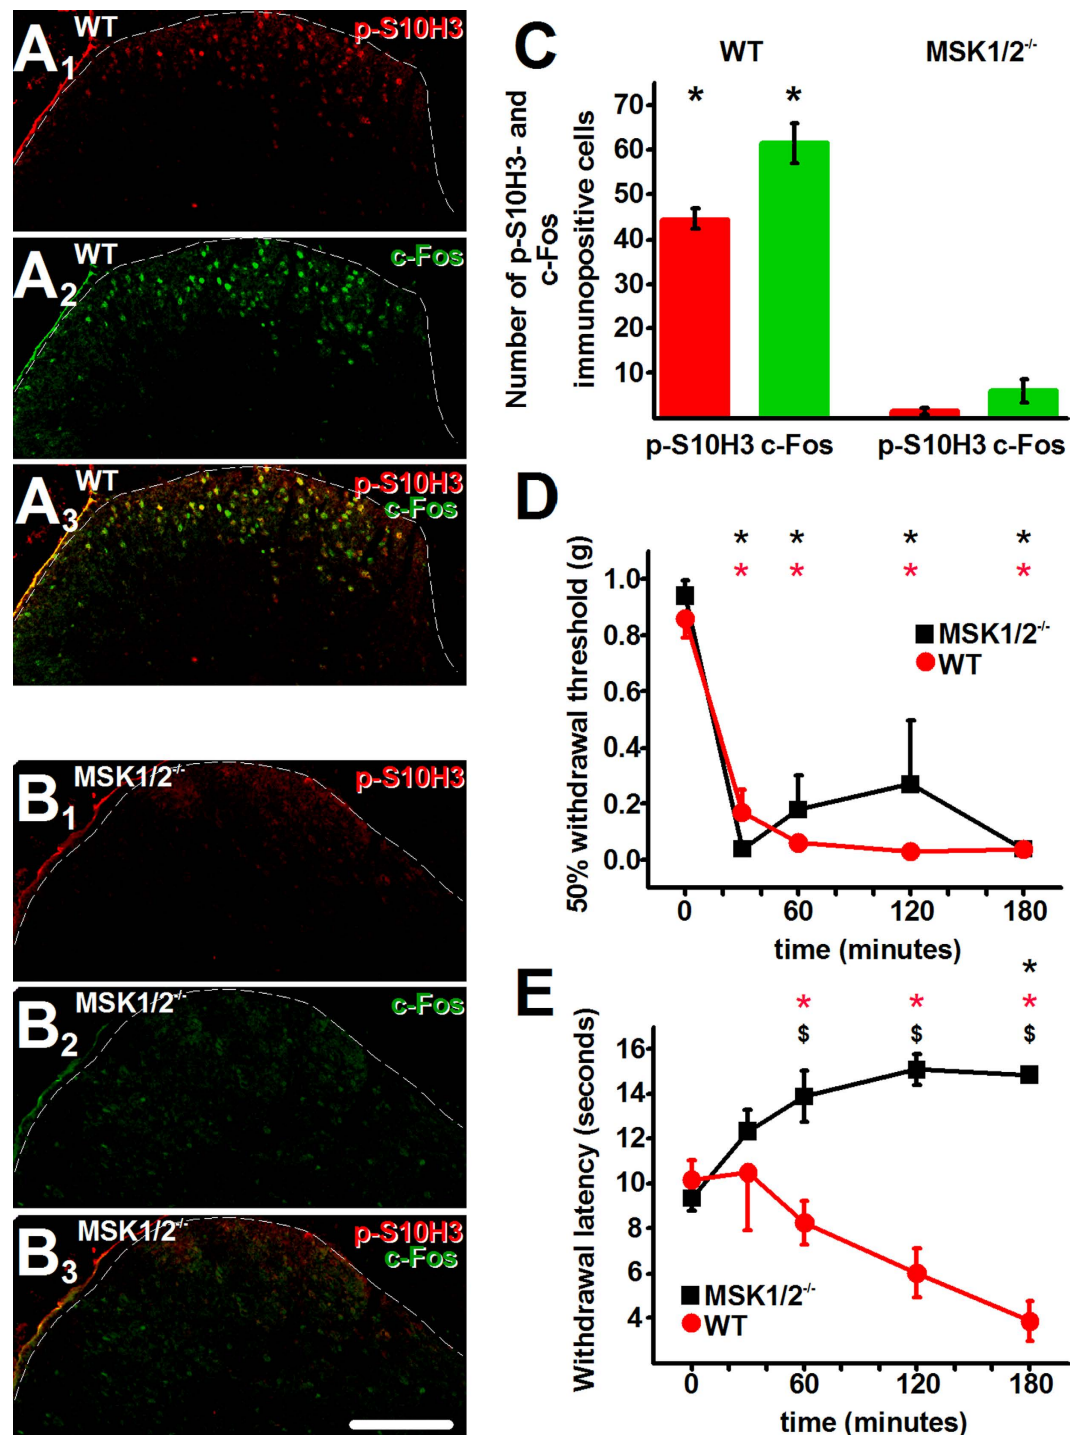 A1 WT p-S10H3
A2 WT c-Fos
A3 WT p-S10H3
c-Fos
B1 MSK1/2-/- p-S10H3
B2 MSK1/2-/- c-Fos
B3 MSK1/2-/- p-S10H3
c-Fos
C
WT MSK1/2-/-
Number of p-S10H3- and
c-Fos
immunopositive cells
70
60
50
40
30
20
10
* *
p-S10H3 c-Fos p-S10H3 c-Fos
D
* * * *
* * * *
50% withdrawal threshold (g)
1.0
0.8
0.6
0.4
0.2
0.0
MSK1/2-/-
WT
0 60 120 180
time (minutes)
E
*
* * *
$ $ $
Withdrawal latency (seconds)
16
14
12
10
8
6
4
MSK1/2-/-
WT
0 60 120 180
time (minutes)